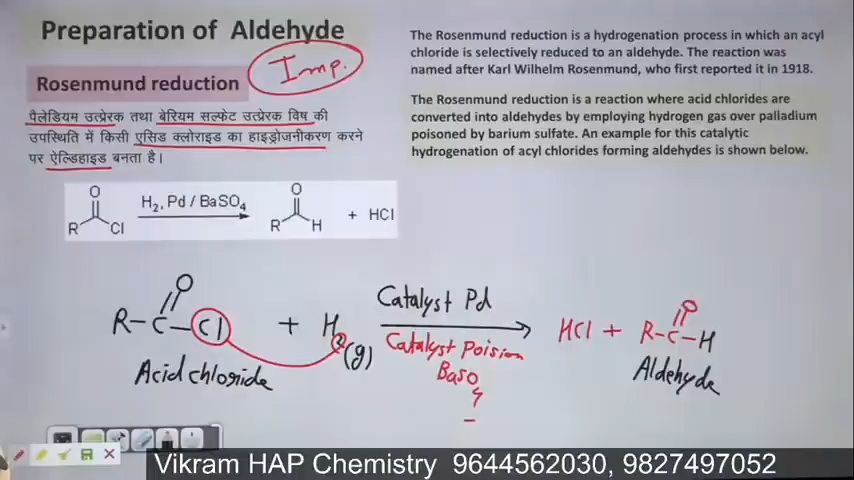 Preparation of Aldehyde
Rosenmund reduction
Imp.
पैलेडियम उत्प्रेरक तथा बेरियम सल्फेट उत्प्रेरक विष की
उपस्थिति में किसी एसिड क्लोराइड का हाइड्रोजनीकरण करने
पर ऐल्डिहाइड बनता है।
The Rosenmund reduction is a hydrogenation process in which an acyl
chloride is selectively reduced to an aldehyde. The reaction was
named after Karl Wilhelm Rosenmund, who first reported it in 1918.
The Rosenmund reduction is a reaction where acid chlorides are
converted into aldehydes by employing hydrogen gas over palladium
poisoned by barium sulfate. An example for this catalytic
hydrogenation of acyl chlorides forming aldehydes is shown below.
O
R Cl
H₂, Pd / BaSO₄
O
R H
+ HCl
O
R-C-Cl + H₂(g)
Acid chloride
Catalyst Pd
Catalyst Poision
BaSO₄
HCl +
O
R-C-H
Aldehyde
Vikram HAP Chemistry 9644562030, 9827497052